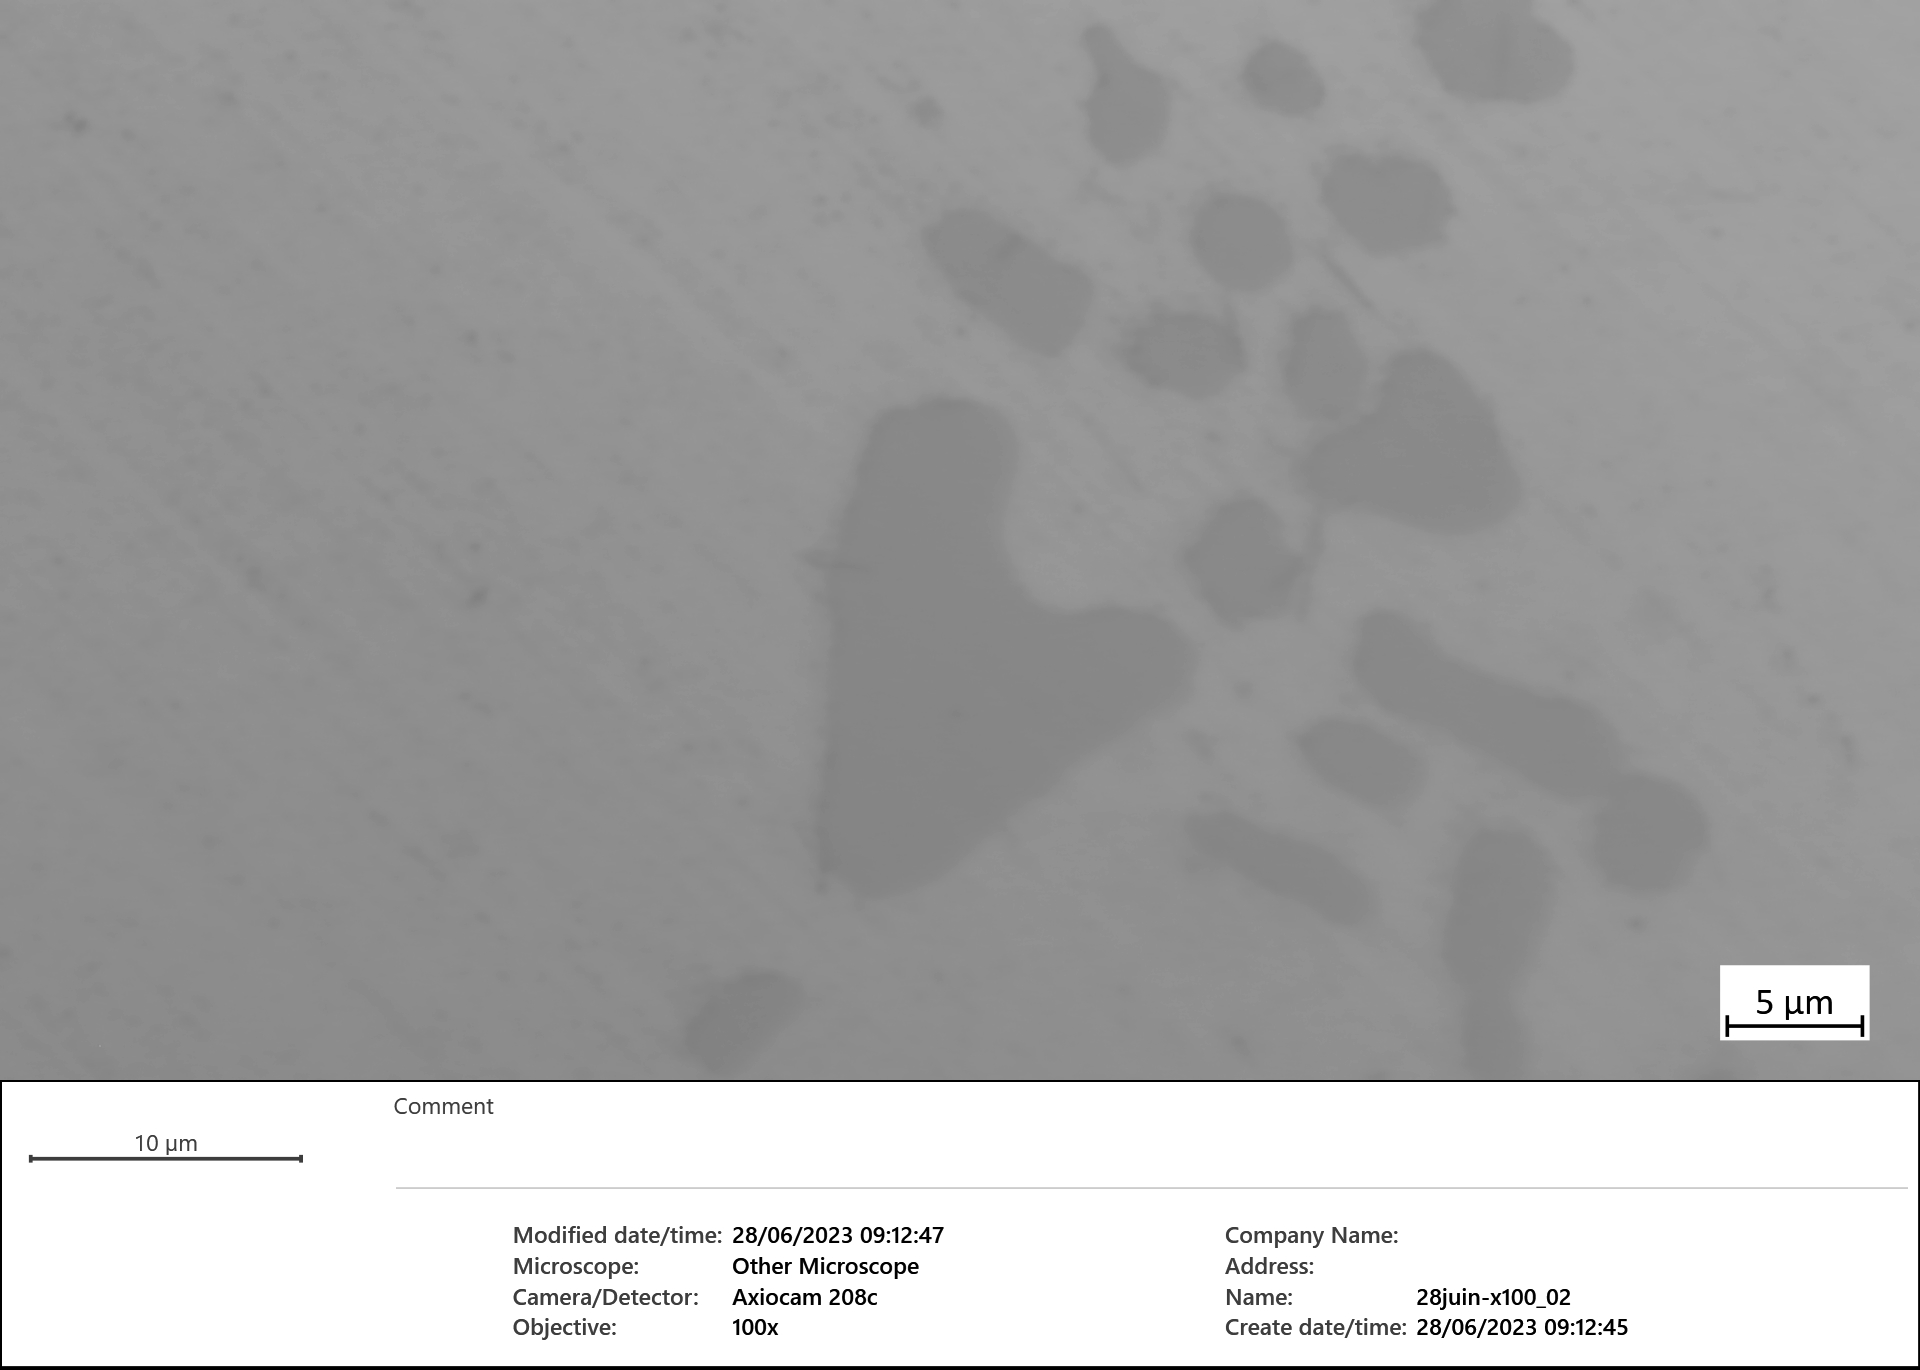 5 µm
10 µm
Comment
Modified date/time: 28/06/2023 09:12:47
Microscope: Other Microscope
Camera/Detector: Axiocam 208c
Objective: 100x
Company Name:
Address:
Name: 28juin-x100_02
Create date/time: 28/06/2023 09:12:45